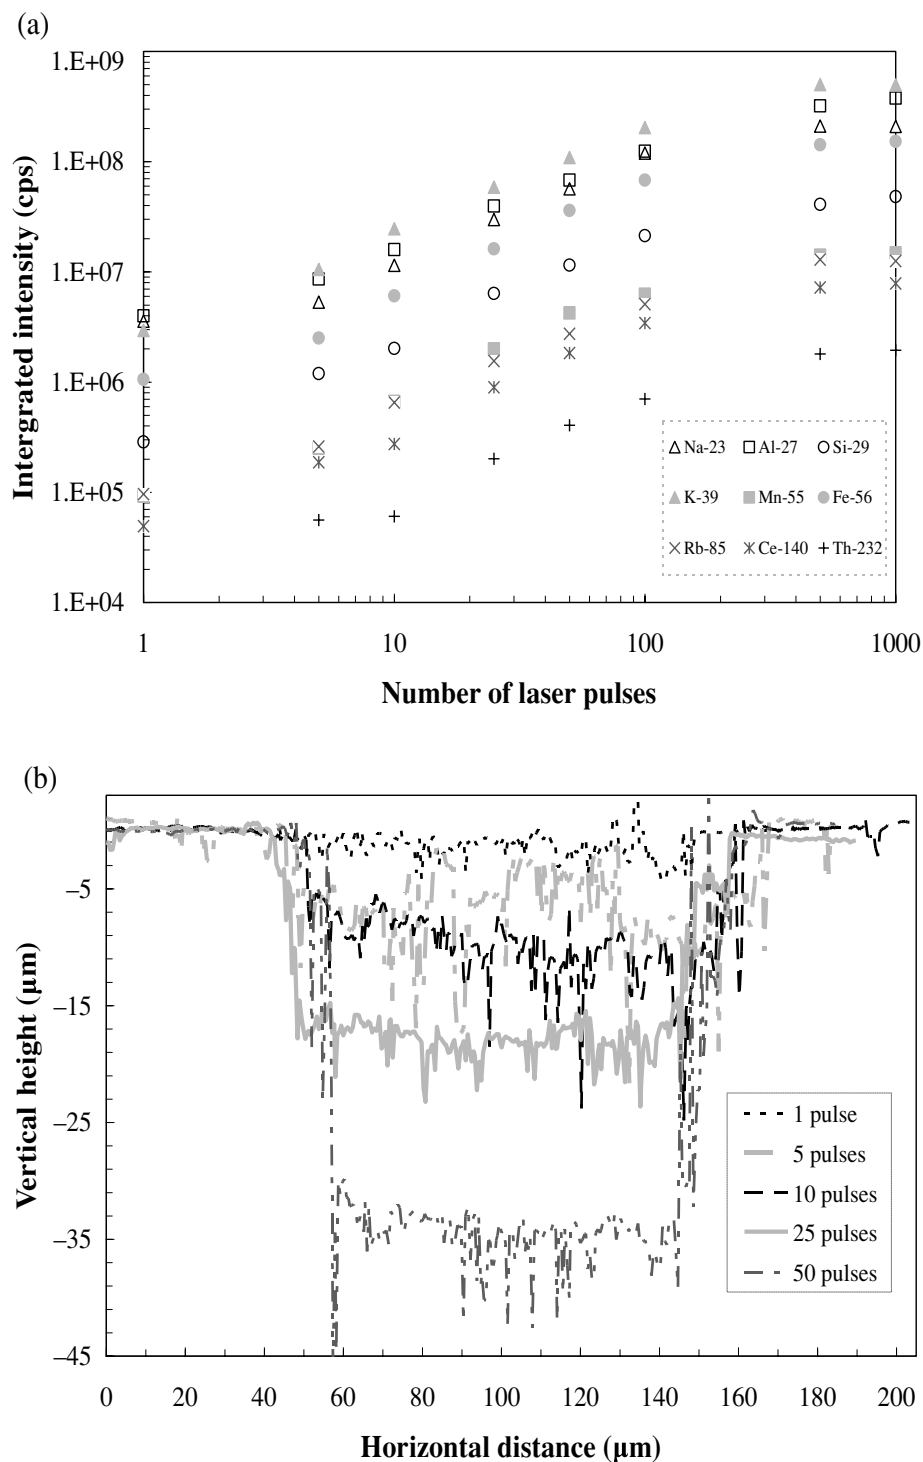 (a)
1.E+09
1.E+08
1.E+07
1.E+06
1.E+05
1.E+04
Intergrated intensity (cps)
Na-23 Al-27 Si-29
K-39 Mn-55 Fe-56
Rb-85 Ce-140 Th-232
1 10 100 1000
Number of laser pulses
(b)
–5
–15
–25
–35
–45
Vertical height (µm)
1 pulse
5 pulses
10 pulses
25 pulses
50 pulses
0 20 40 60 80 100 120 140 160 180 200
Horizontal distance (µm)